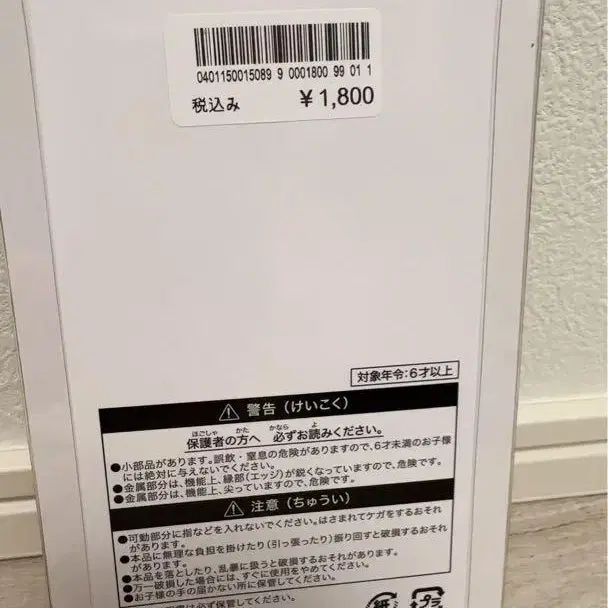 0401150015089 9 0001800 99 01 1
税込み ¥1,800
対象年令:6才以上
⚠ 警告（けいこく）
保護者の方へ 必ずお読みください。
●小部品があります。誤飲・窒息の危険がありますので、6才未満のお子様
には絶対に与えないでください。
●金属部分は、機能上、縁部(エッジ)が鋭くなっていますので、危険です。
●金属部分は、機能上、尖っていますので、危険です。
⚠ 注意（ちゅうい）
●可動部分に指などを入れないでください。はさまれてケガをするおそれ
があります。
●本品に無理な負担を掛けたり(引っ張ったり)振り回すと破損するおそれ
があります。
●本品を落としたり、乱暴に扱うと破損するおそれがあります。
●万一破損した場合には、すぐに使用をやめてください。
●お子様の手の届かない所に保管してください。
は必ず保管してください。
紙
プラ